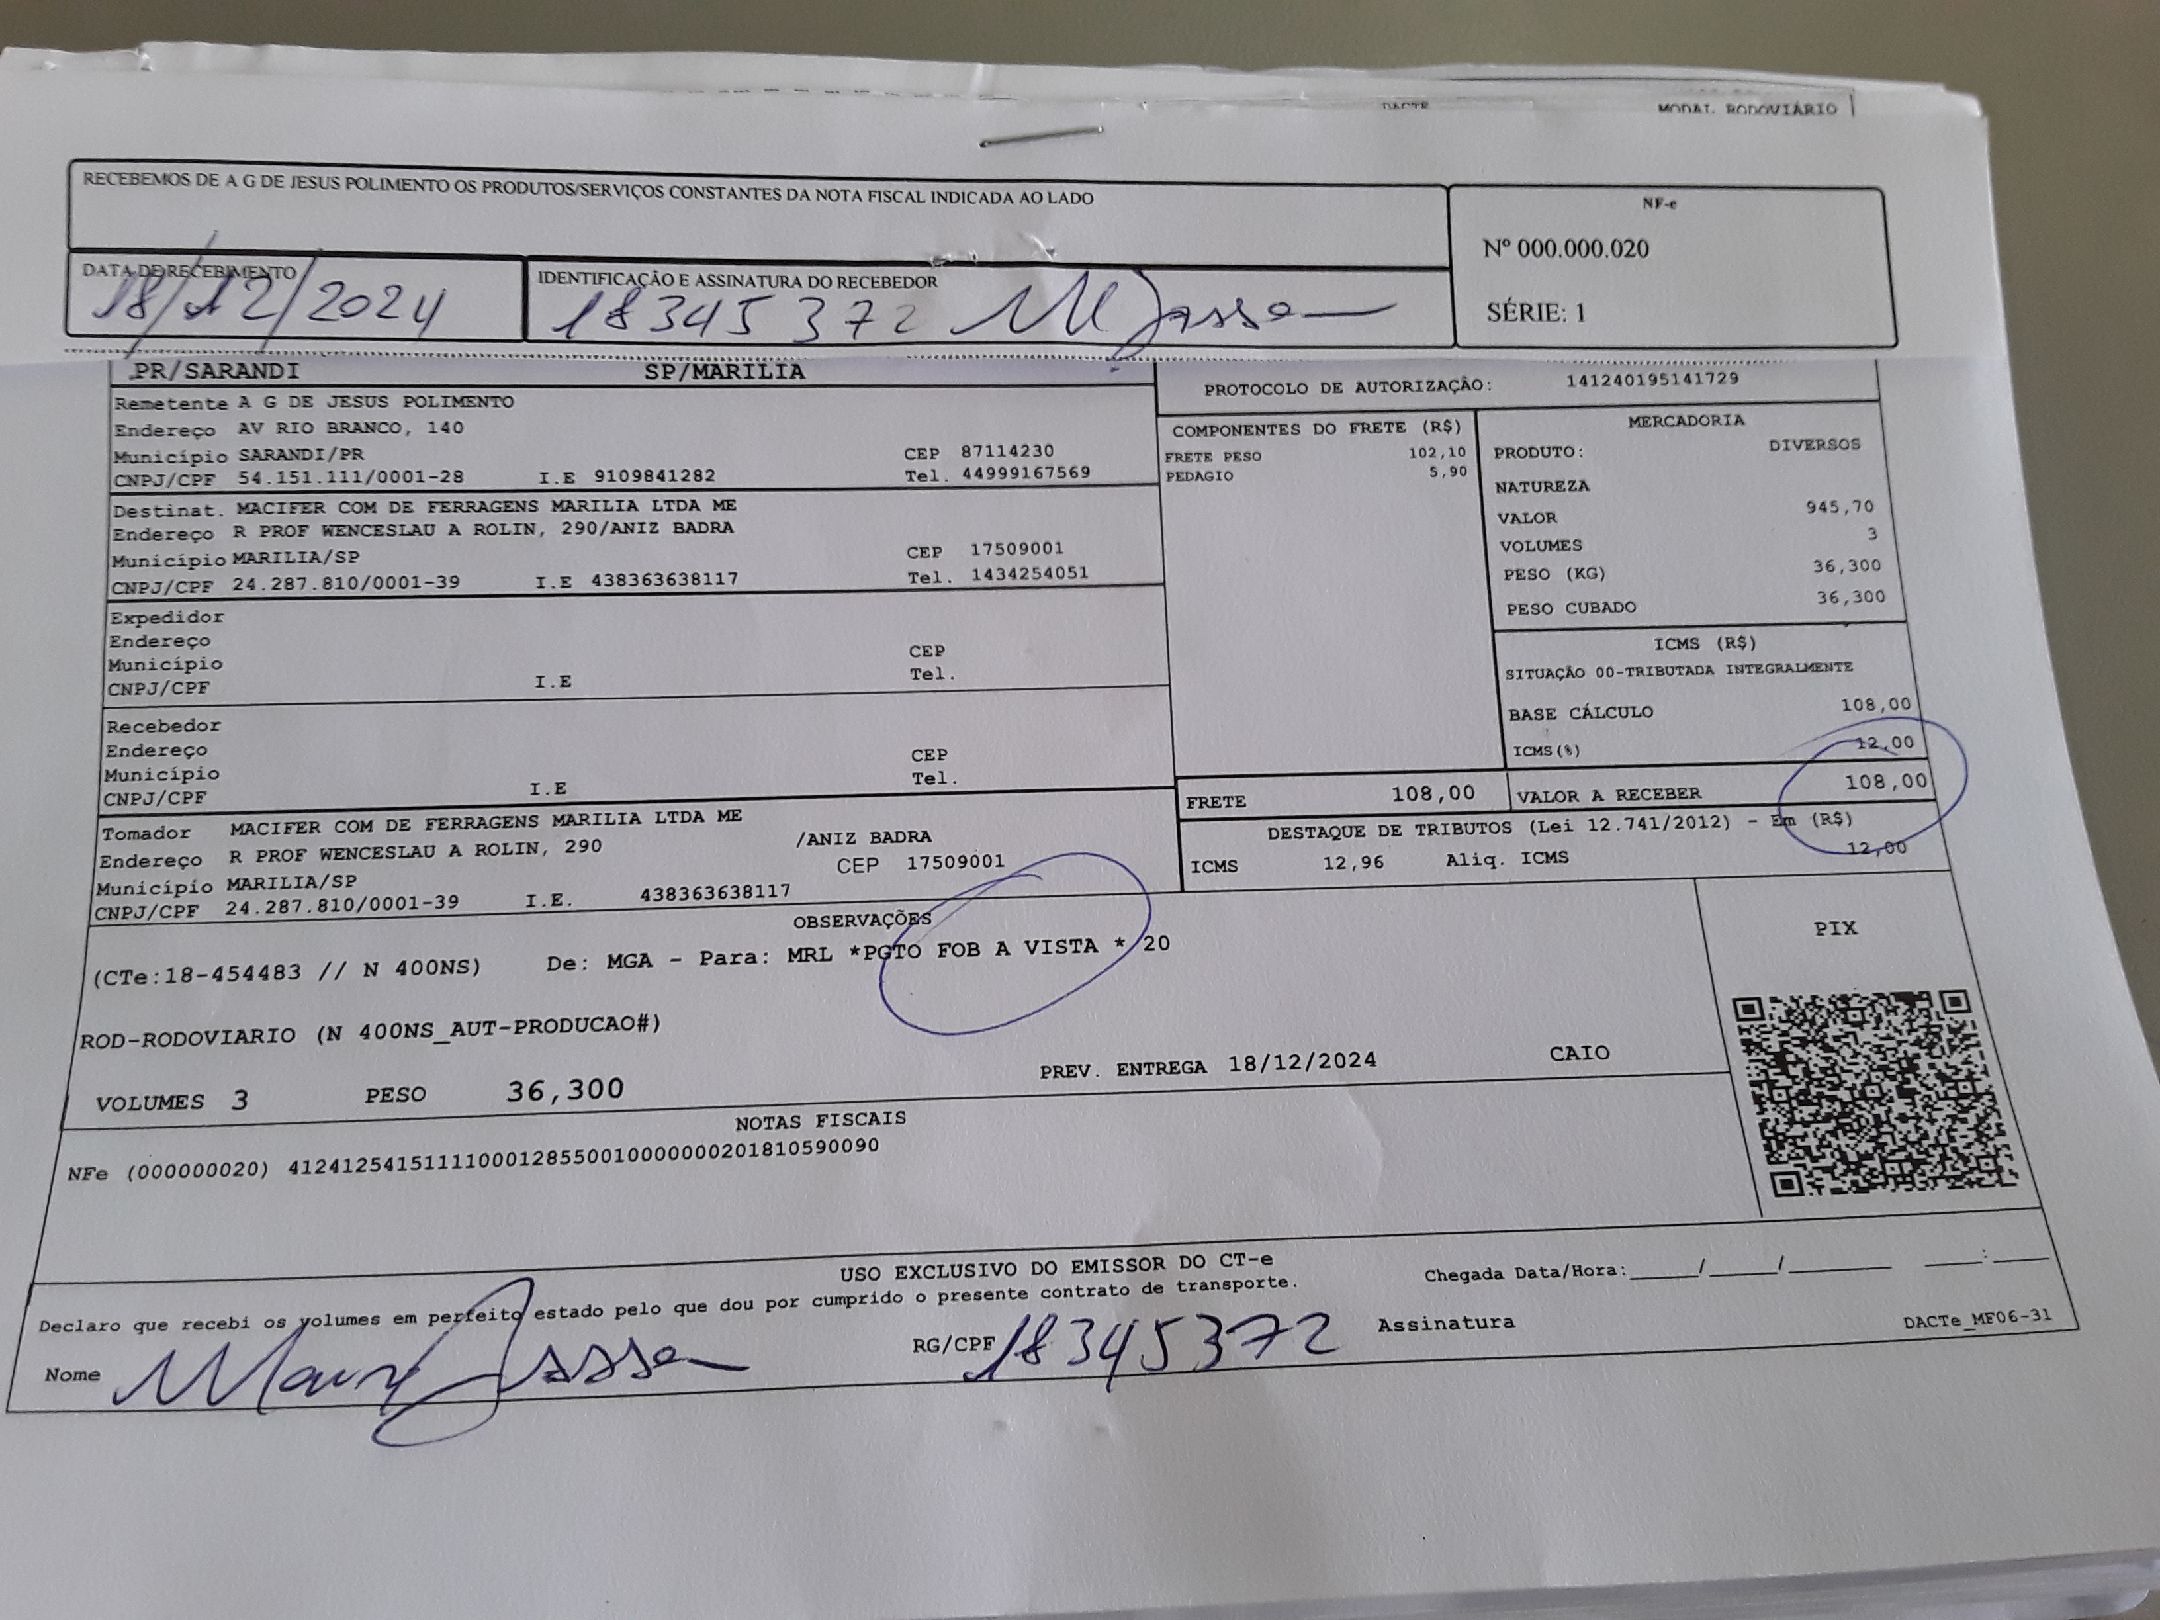 DACTE MODAL RODOVIÁRIO
RECEBEMOS DE A G DE JESUS POLIMENTO OS PRODUTOS/SERVIÇOS CONSTANTES DA NOTA FISCAL INDICADA AO LADO
NF-e
Nº 000.000.020
SÉRIE: 1
DATA DE RECEBIMENTO
18/12/2024
IDENTIFICAÇÃO E ASSINATURA DO RECEBEDOR
18345372
PR/SARANDI SP/MARILIA
Remetente A G DE JESUS POLIMENTO
Endereço AV RIO BRANCO, 140
Município SARANDI/PR CEP 87114230
CNPJ/CPF 54.151.111/0001-28 I.E 9109841282 Tel. 44999167569
Destinat. MACIFER COM DE FERRAGENS MARILIA LTDA ME
Endereço R PROF WENCESLAU A ROLIN, 290/ANIZ BADRA
Município MARILIA/SP CEP 17509001
CNPJ/CPF 24.287.810/0001-39 I.E 438363638117 Tel. 1434254051
Expedidor
Endereço
Município CEP
CNPJ/CPF I.E Tel.
Recebedor
Endereço
Município CEP
CNPJ/CPF I.E Tel.
Tomador MACIFER COM DE FERRAGENS MARILIA LTDA ME
Endereço R PROF WENCESLAU A ROLIN, 290 /ANIZ BADRA
Município MARILIA/SP CEP 17509001
CNPJ/CPF 24.287.810/0001-39 I.E. 438363638117
PROTOCOLO DE AUTORIZAÇÃO: 141240195141729
COMPONENTES DO FRETE (R$)
FRETE PESO 102,10
PEDAGIO 5,90
MERCADORIA
PRODUTO: DIVERSOS
NATUREZA
VALOR 945,70
VOLUMES 3
PESO (KG) 36,300
PESO CUBADO 36,300
ICMS (R$)
SITUAÇÃO 00-TRIBUTADA INTEGRALMENTE
BASE CÁLCULO 108,00
ICMS(%) 12,00
FRETE 108,00 VALOR A RECEBER 108,00
DESTAQUE DE TRIBUTOS (Lei 12.741/2012) - Em (R$)
ICMS 12,96 Aliq. ICMS 12,00
OBSERVAÇÕES
(CTe:18-454483 // N 400NS) De: MGA - Para: MRL *PGTO FOB A VISTA * 20
ROD-RODOVIARIO (N 400NS_AUT-PRODUCAO#)
VOLUMES 3 PESO 36,300 PREV. ENTREGA 18/12/2024 CAIO
PIX
NOTAS FISCAIS
NFe (000000020) 41241254151111000128550010000000201810590090
USO EXCLUSIVO DO EMISSOR DO CT-e
Declaro que recebi os volumes em perfeito estado pelo que dou por cumprido o presente contrato de transporte.
Chegada Data/Hora:_____/_____/________ ____:____
Nome RG/CPF 18345372 Assinatura
DACTe_MF06-31